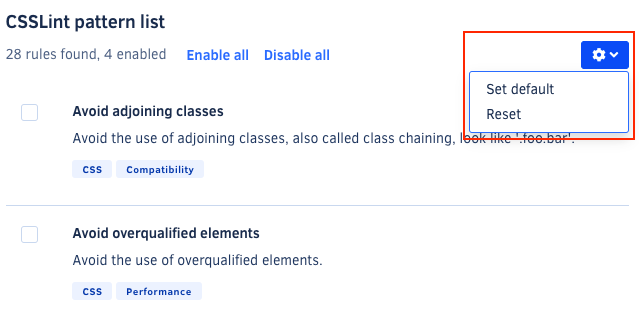 CSSLint pattern list
28 rules found, 4 enabled Enable all Disable all
Set default
Reset
Avoid adjoining classes
Avoid the use of adjoining classes, also called class chaining, look like '.foo.bar'.
CSS Compatibility
Avoid overqualified elements
Avoid the use of overqualified elements.
CSS Performance